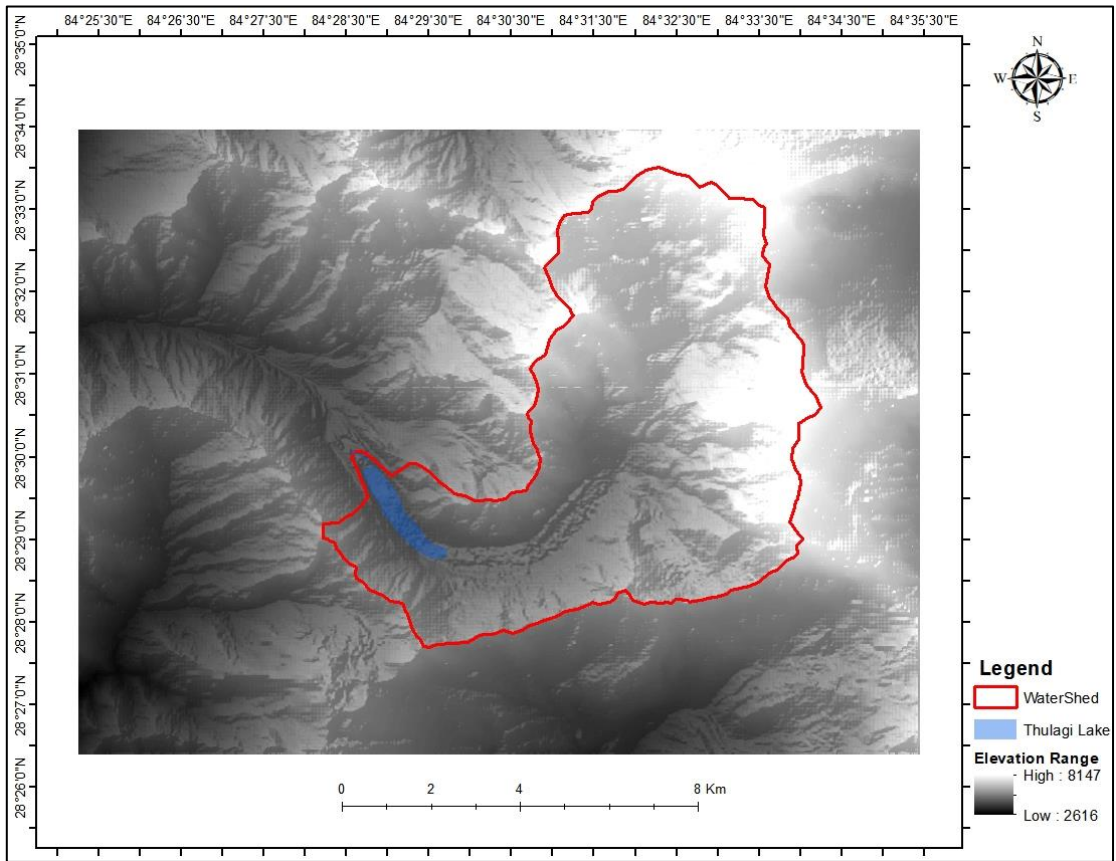 84°25'30"E 84°26'30"E 84°27'30"E 84°28'30"E 84°29'30"E 84°30'30"E 84°31'30"E 84°32'30"E 84°33'30"E 84°34'30"E 84°35'30"E
28°35'0"N
28°34'0"N
28°33'0"N
28°32'0"N
28°31'0"N
28°30'0"N
28°29'0"N
28°28'0"N
28°27'0"N
28°26'0"N
N
W E
S
Legend
WaterShed
Thulagi Lake
Elevation Range
High : 8147
Low : 2616
0 2 4 8 Km